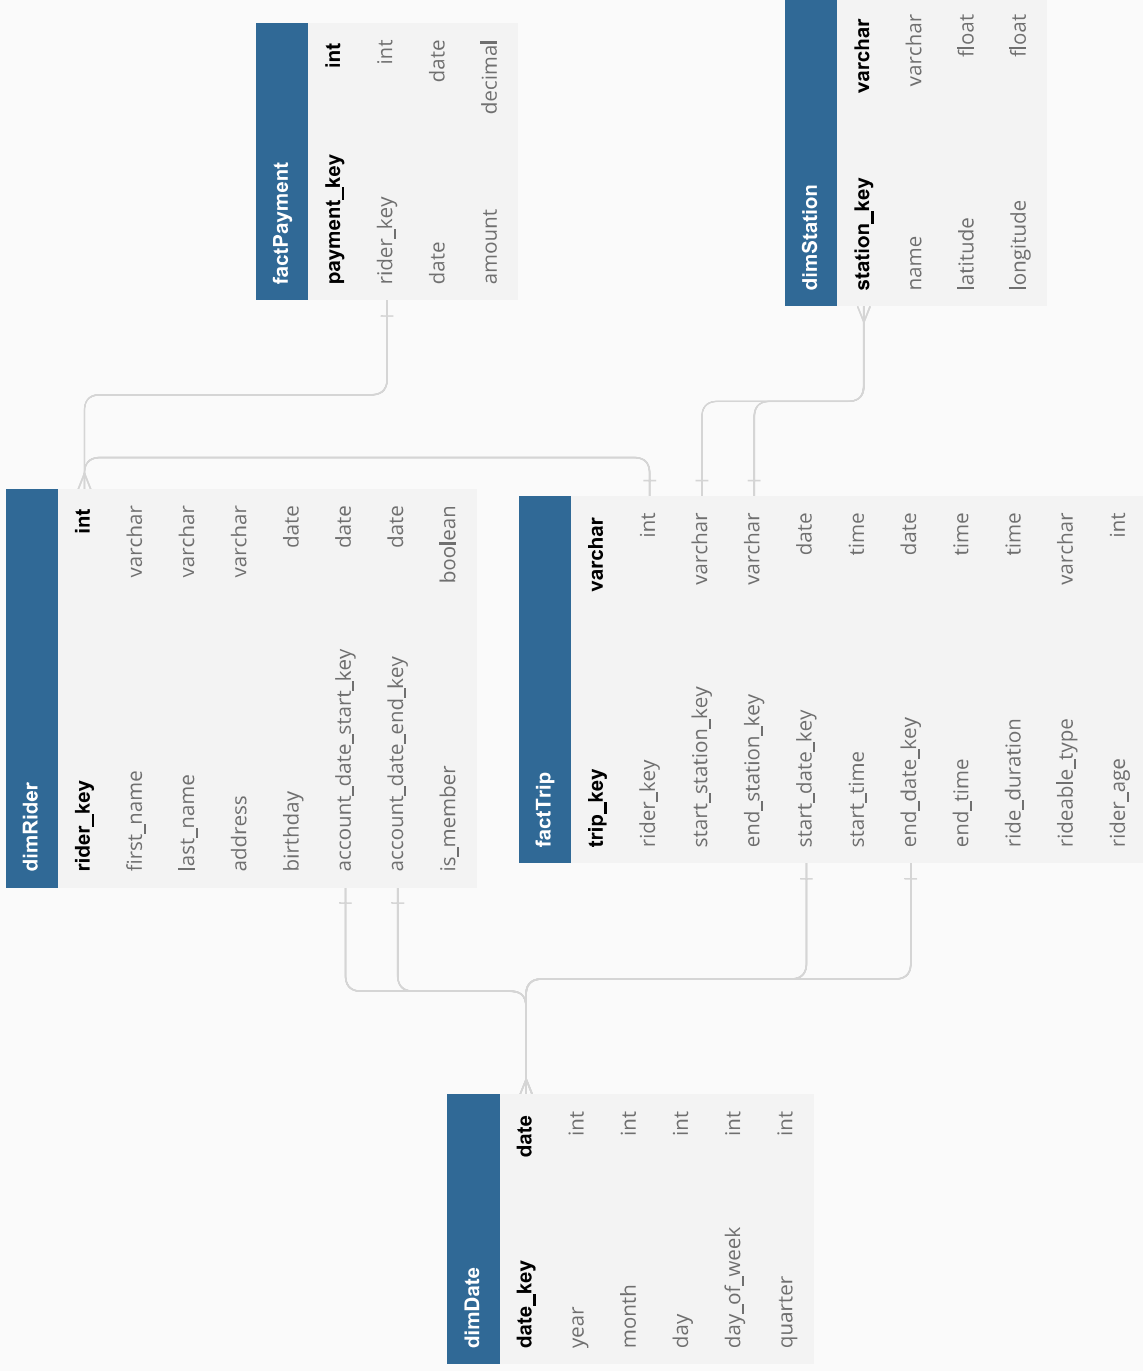 dimDate
date_key date
year int
month int
day int
day_of_week int
quarter int
dimRider
rider_key int
first_name varchar
last_name varchar
address varchar
birthday date
account_date_start_key date
account_date_end_key date
is_member boolean
factTrip
trip_key varchar
rider_key int
start_station_key varchar
end_station_key varchar
start_date_key date
start_time time
end_date_key date
end_time time
ride_duration time
rideable_type varchar
rider_age int
factPayment
payment_key int
rider_key int
date date
amount decimal
dimStation
station_key varchar
name varchar
latitude float
longitude float